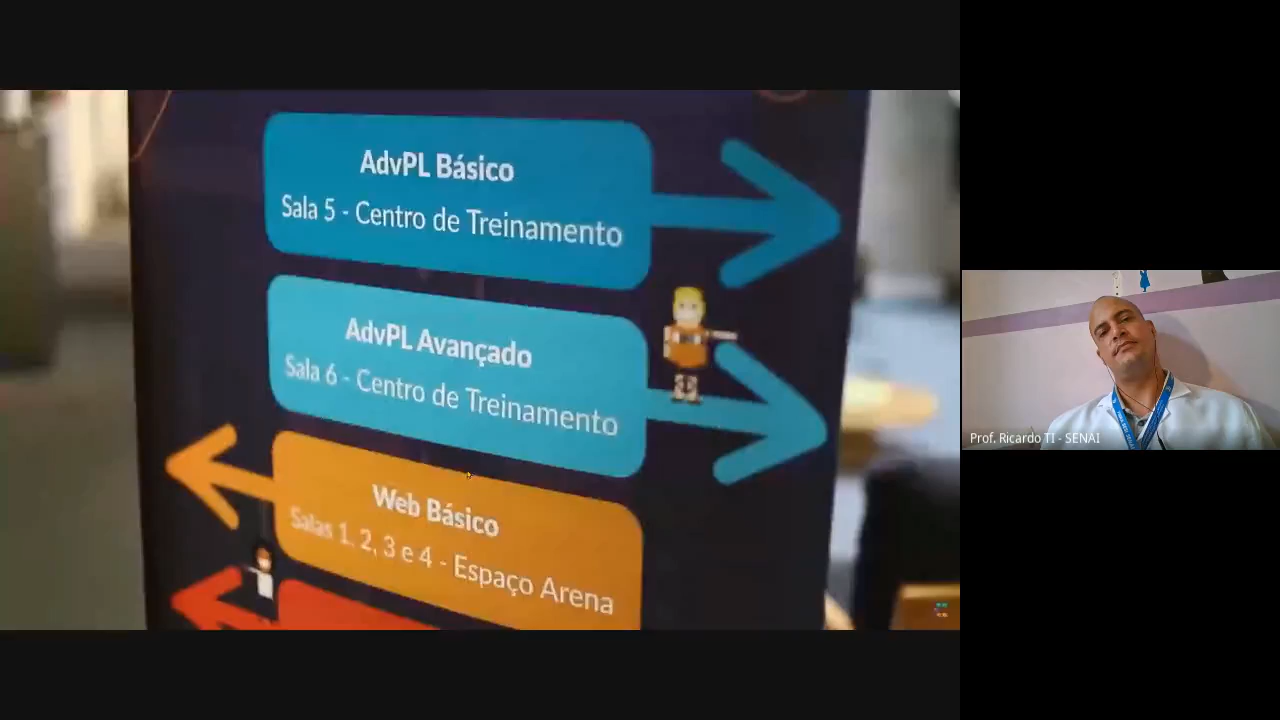 AdvPL Básico
Sala 5 - Centro de Treinamento
AdvPL Avançado
Sala 6 - Centro de Treinamento
Web Básico
Salas 1, 2, 3 e 4 - Espaço Arena
Prof. Ricardo TI - SENAI